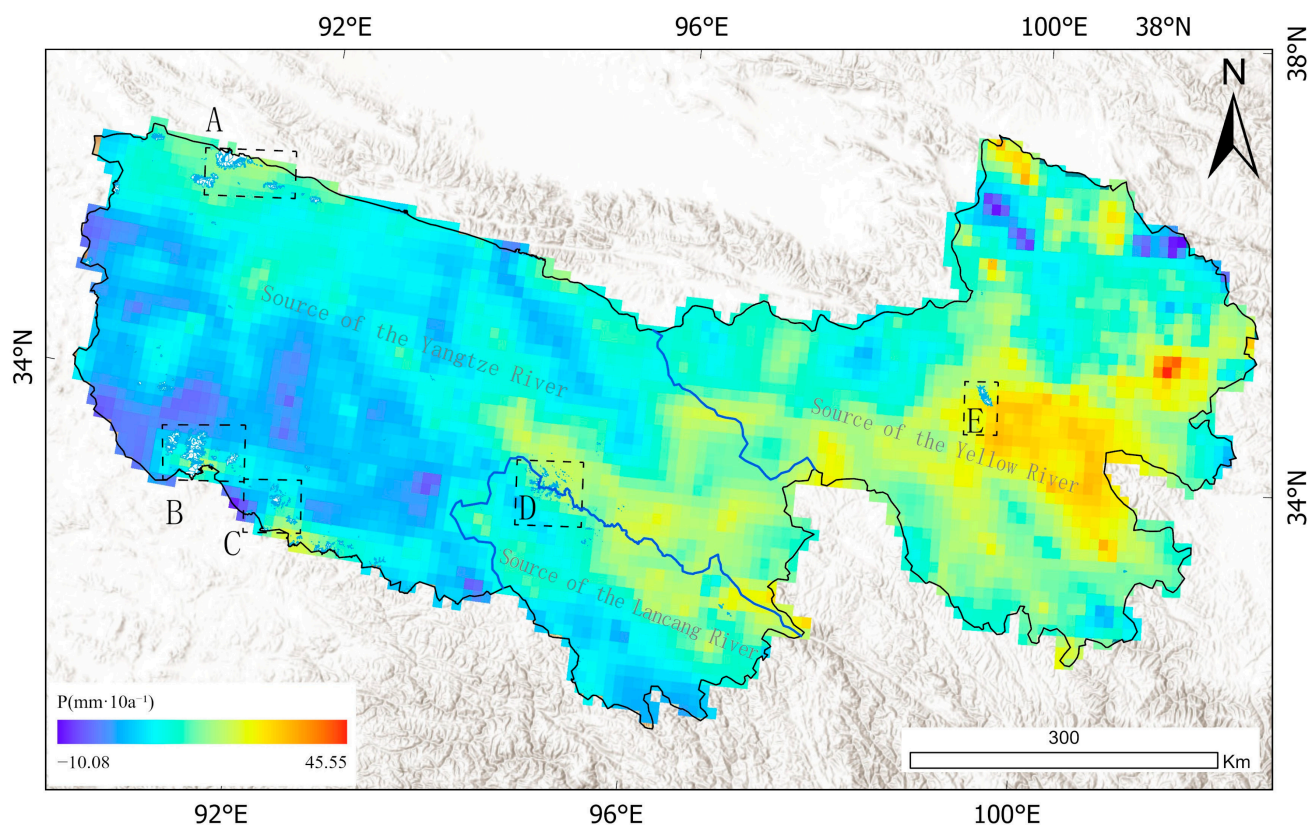 92°E
96°E
100°E
38°N
38°N
N
A
34°N
Source of the Yangtze River
Source of the Yellow River
E
B
D
34°N
C
Source of the Lancang River
P(mm·10a⁻¹)
−10.08
45.55
300
Km
92°E
96°E
100°E